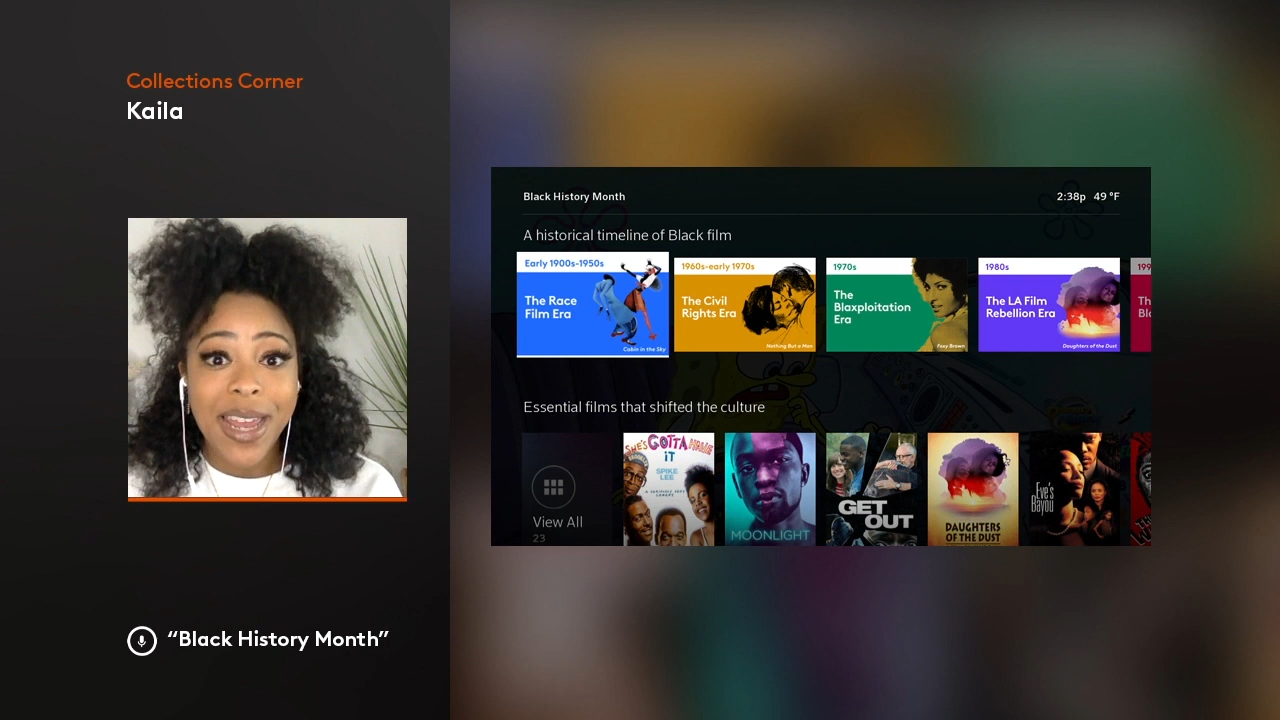 Collections Corner
Kaila
Black History Month
2:38p 49 °F
A historical timeline of Black film
Early 1900s-1950s
The Race
Film Era
Cabin in the Sky
1960s-early 1970s
The Civil
Rights Era
Nothing But a Man
1970s
The
Blaxploitation
Era
Foxy Brown
1980s
The LA Film
Rebellion Era
Daughters of the Dust
199
Th
Bla
Essential films that shifted the culture
View All
23
SHE'S GOTTA HAVE
iT
SPIKE
LEE
MOONLIGHT
GET
OUT
DAUGHTERS
OF THE DUST
Eve's
Bayou
"Black History Month"